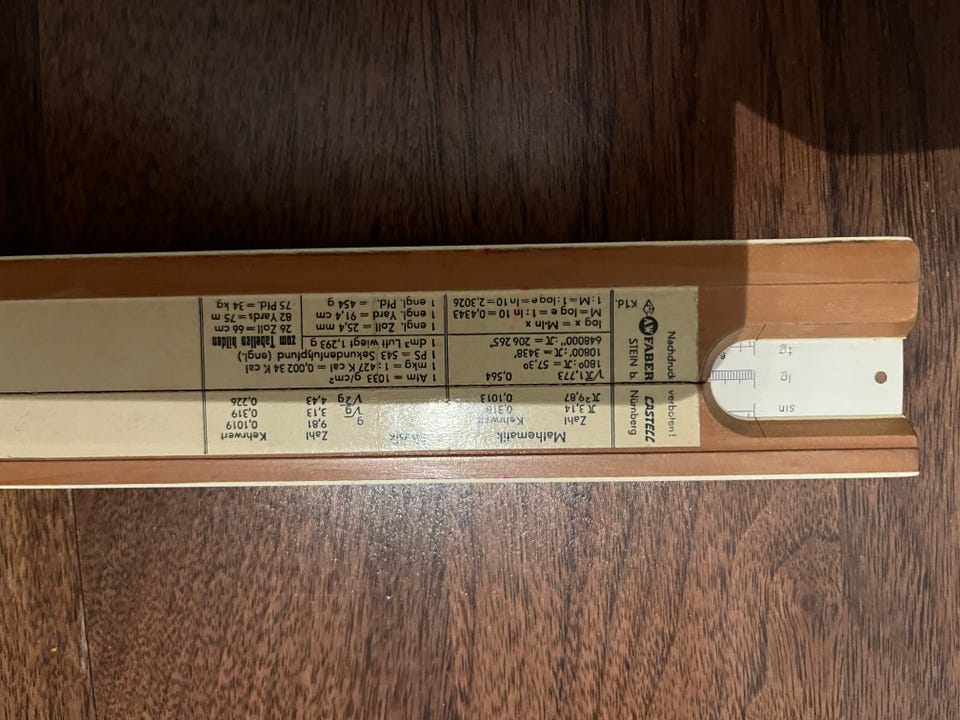 sin
lg
tg
Nachdruck verboten!
A.W.FABER CASTELL
STEIN b. Nürnberg
K1d.
Mathematik
Zahl Kehrwert
π 3,14 0,318
π² 9,87 0,1013
√π 1,773 0,564
180°:π = 57,3°
10800':π = 3438'
648000":π = 206 265"
log x = M·ln x
M=log e = 1:ln 10 =0,4343
1:M=1:log e=ln 10=2,3026
Physik
Zahl Kehrwert
g 9,81 0,1019
√g 3,13 0,319
√2g 4,43 0,226
1 Atm = 1033 g/cm²
1 mkg = 1:427 K cal = 0,002 34 K cal
1 PS = 543 Sekundenfußpfund (engl.)
1 dm³ Luft wiegt 1,293 g
1 engl. Zoll = 25,4 mm
1 engl. Yard = 91,4 cm
1 engl. Pfd. = 454 g
zum Tabellen bilden
26 Zoll = 66 cm
82 Yards = 75 m
75 Pfd. = 34 kg